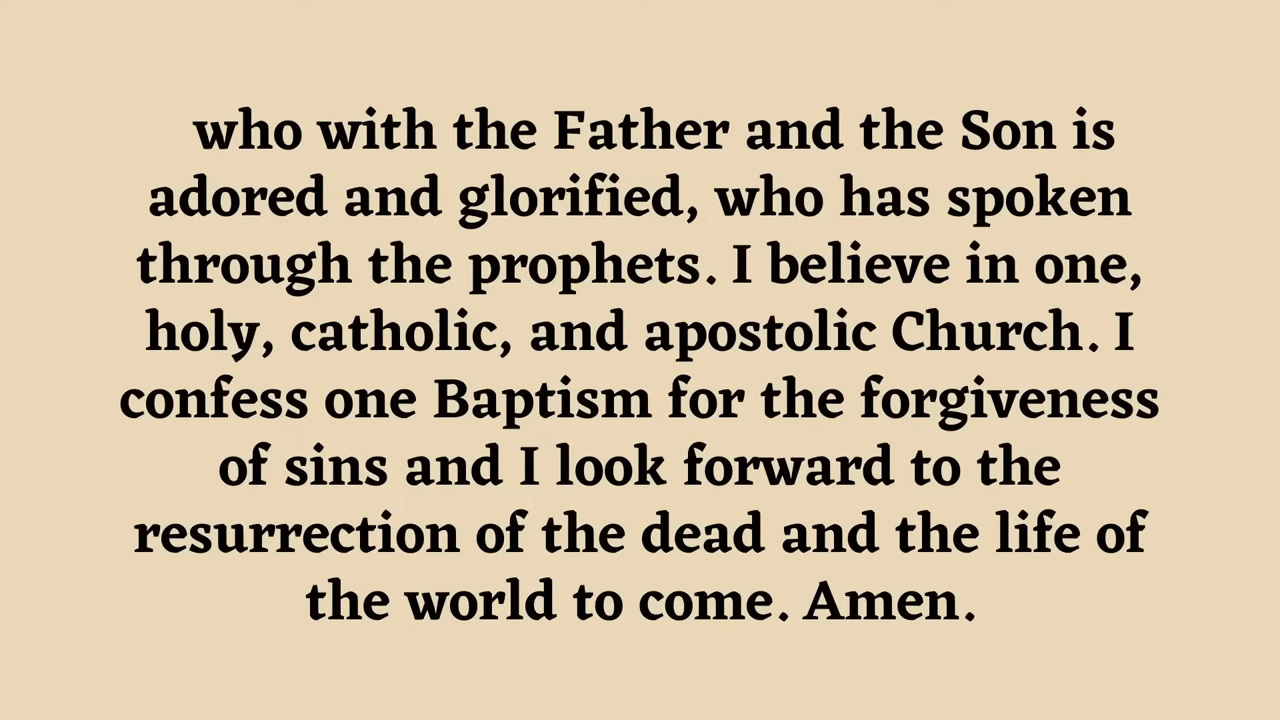 who with the Father and the Son is
adored and glorified, who has spoken
through the prophets. I believe in one,
holy, catholic, and apostolic Church. I
confess one Baptism for the forgiveness
of sins and I look forward to the
resurrection of the dead and the life of
the world to come. Amen.